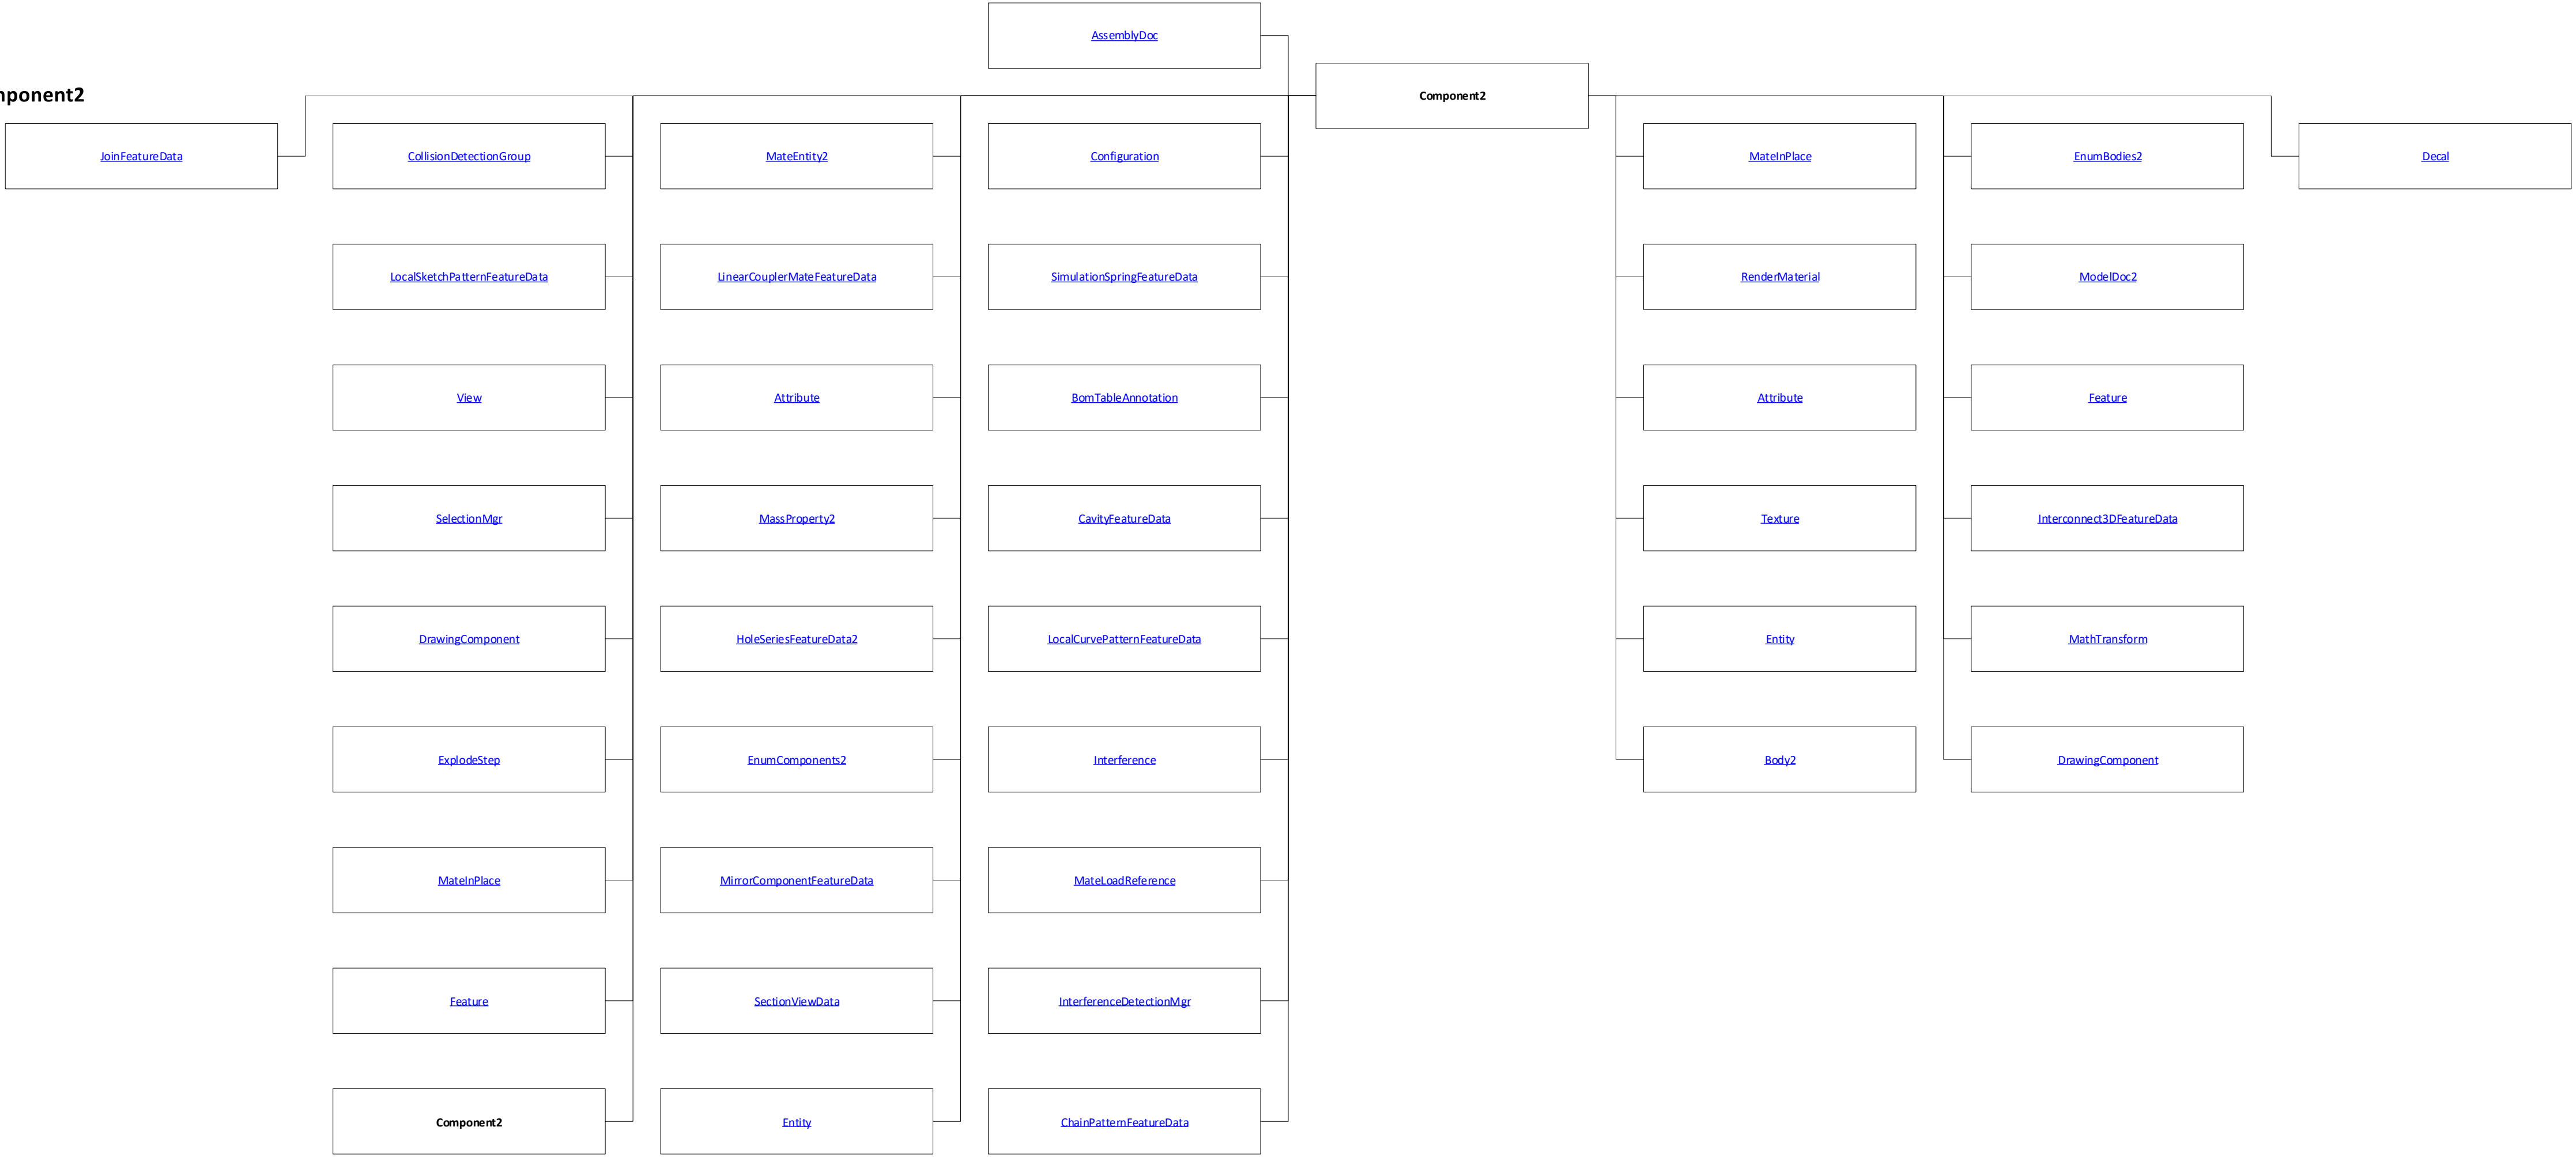 AssemblyDoc
mponent2
Component2
JoinFeatureData
CollisionDetectionGroup
MateEntity2
Configuration
MateInPlace
EnumBodies2
Decal
LocalSketchPatternFeatureData
LinearCouplerMateFeatureData
SimulationSpringFeatureData
RenderMaterial
ModelDoc2
View
Attribute
BomTableAnnotation
Attribute
Feature
SelectionMgr
MassProperty2
CavityFeatureData
Texture
Interconnect3DFeatureData
DrawingComponent
HoleSeriesFeatureData2
LocalCurvePatternFeatureData
Entity
MathTransform
ExplodeStep
EnumComponents2
Interference
Body2
DrawingComponent
MateInPlace
MirrorComponentFeatureData
MateLoadReference
Feature
SectionViewData
InterferenceDetectionMgr
Component2
Entity
ChainPatternFeatureData